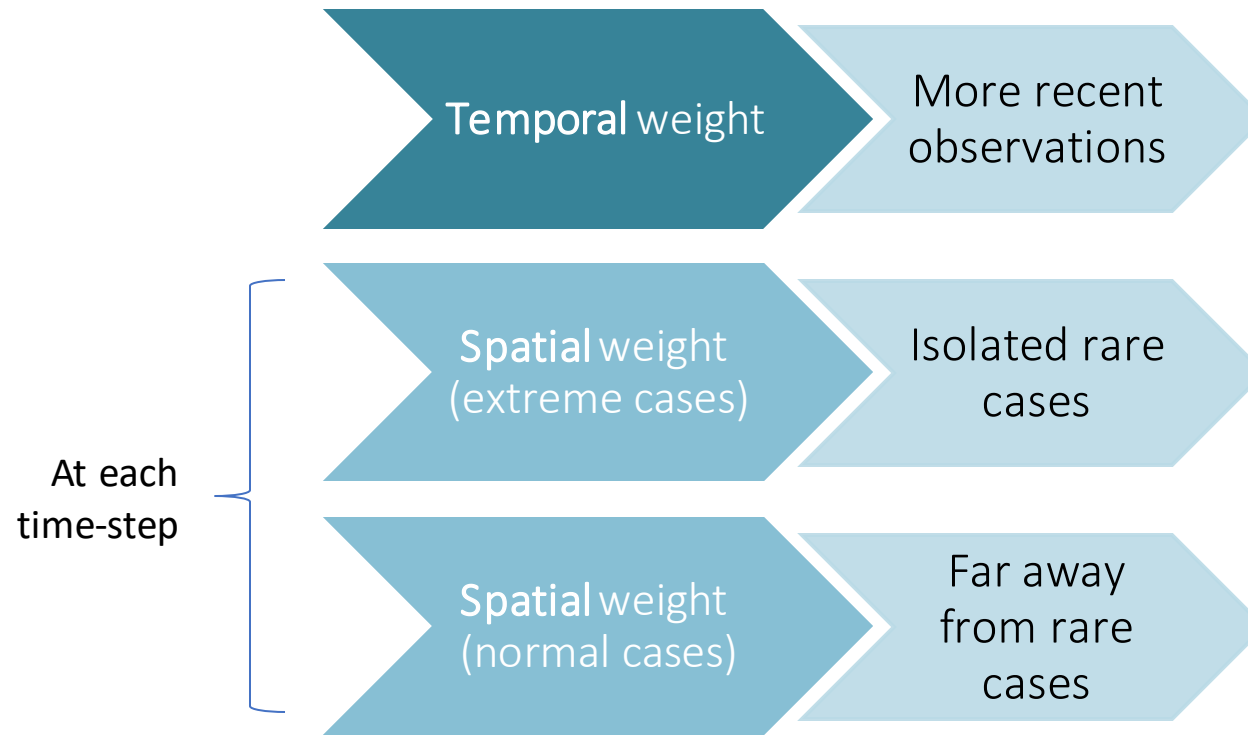 Temporal weight
More recent
observations
At each
time-step
Spatial weight
(extreme cases)
Isolated rare
cases
Spatial weight
(normal cases)
Far away
from rare
cases